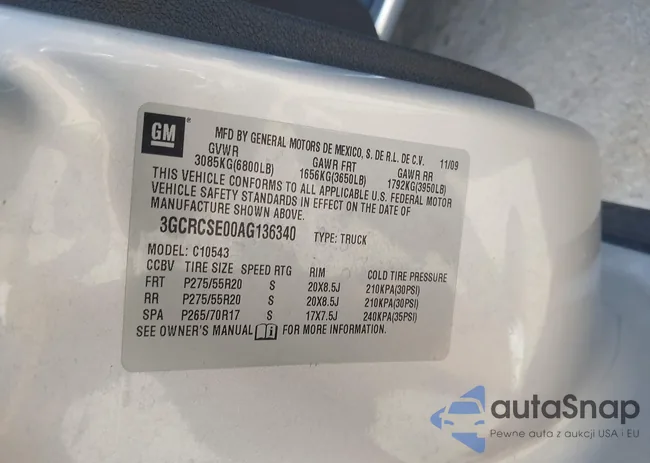 GM ®
MFD BY GENERAL MOTORS DE MEXICO, S. DE R.L. DE C.V. 11/09
GVWR GAWR FRT GAWR RR
3085KG(6800LB) 1656KG(3650LB) 1792KG(3950LB)
THIS VEHICLE CONFORMS TO ALL APPLICABLE U.S. FEDERAL MOTOR
VEHICLE SAFETY STANDARDS IN EFFECT ON THE DATE OF
MANUFACTURE SHOWN ABOVE.
3GCRCSE00AG136340 TYPE: TRUCK
MODEL: C10543
CCBV TIRE SIZE SPEED RTG RIM COLD TIRE PRESSURE
FRT P275/55R20 S 20X8.5J 210KPA(30PSI)
RR P275/55R20 S 20X8.5J 210KPA(30PSI)
SPA P265/70R17 S 17X7.5J 240KPA(35PSI)
SEE OWNER'S MANUAL FOR MORE INFORMATION.
autaSnap
Pewne auta z aukcji USA i EU